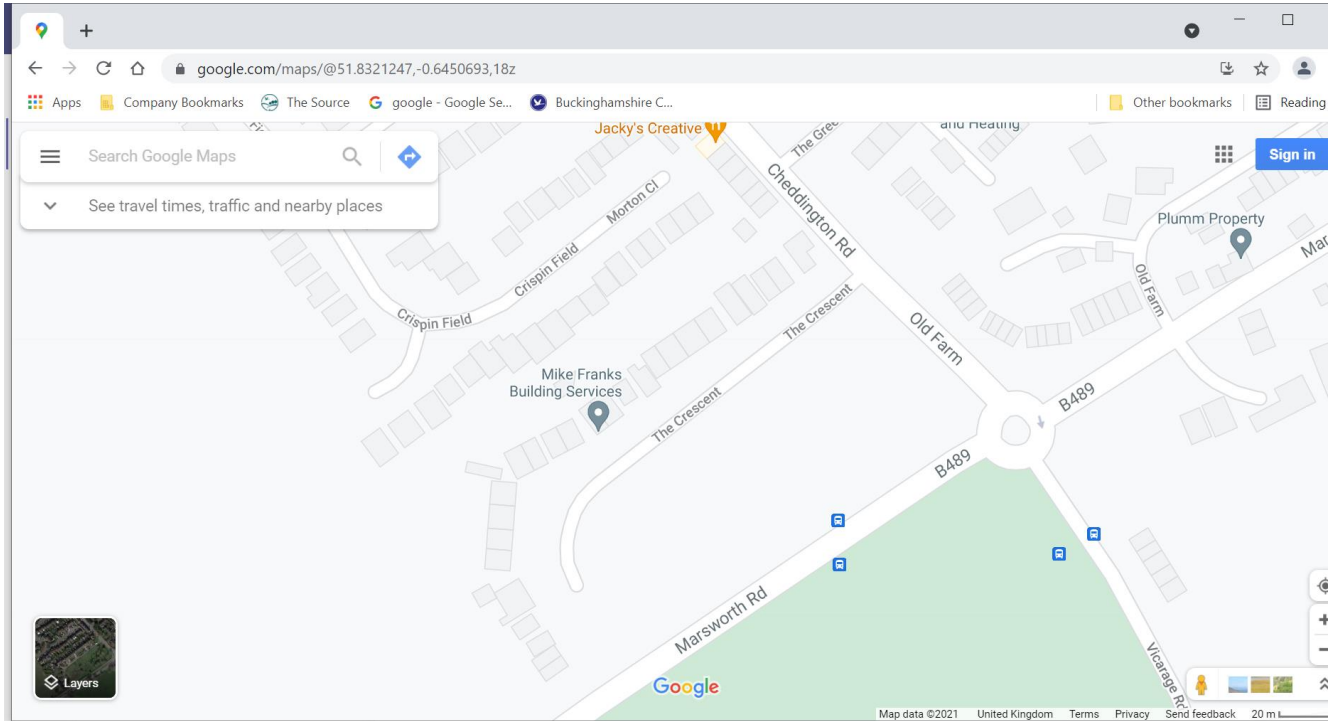 google.com/maps/@51.8321247,-0.6450693,18z
Apps
Company Bookmarks
The Source
google - Google Se...
Buckinghamshire C...
Other bookmarks
Reading
Search Google Maps
Sign in
See travel times, traffic and nearby places
Jacky's Creative
The Gree
and Heating
Cheddington Rd
Morton Cl
Crispin Field
Crispin Field
Plumm Property
Mar
Old Farm
The Crescent
Old Farm
Mike Franks
Building Services
The Crescent
B489
B489
Marsworth Rd
Vicarage Rd
Layers
Google
Map data ©2021
United Kingdom
Terms
Privacy
Send feedback
20 m